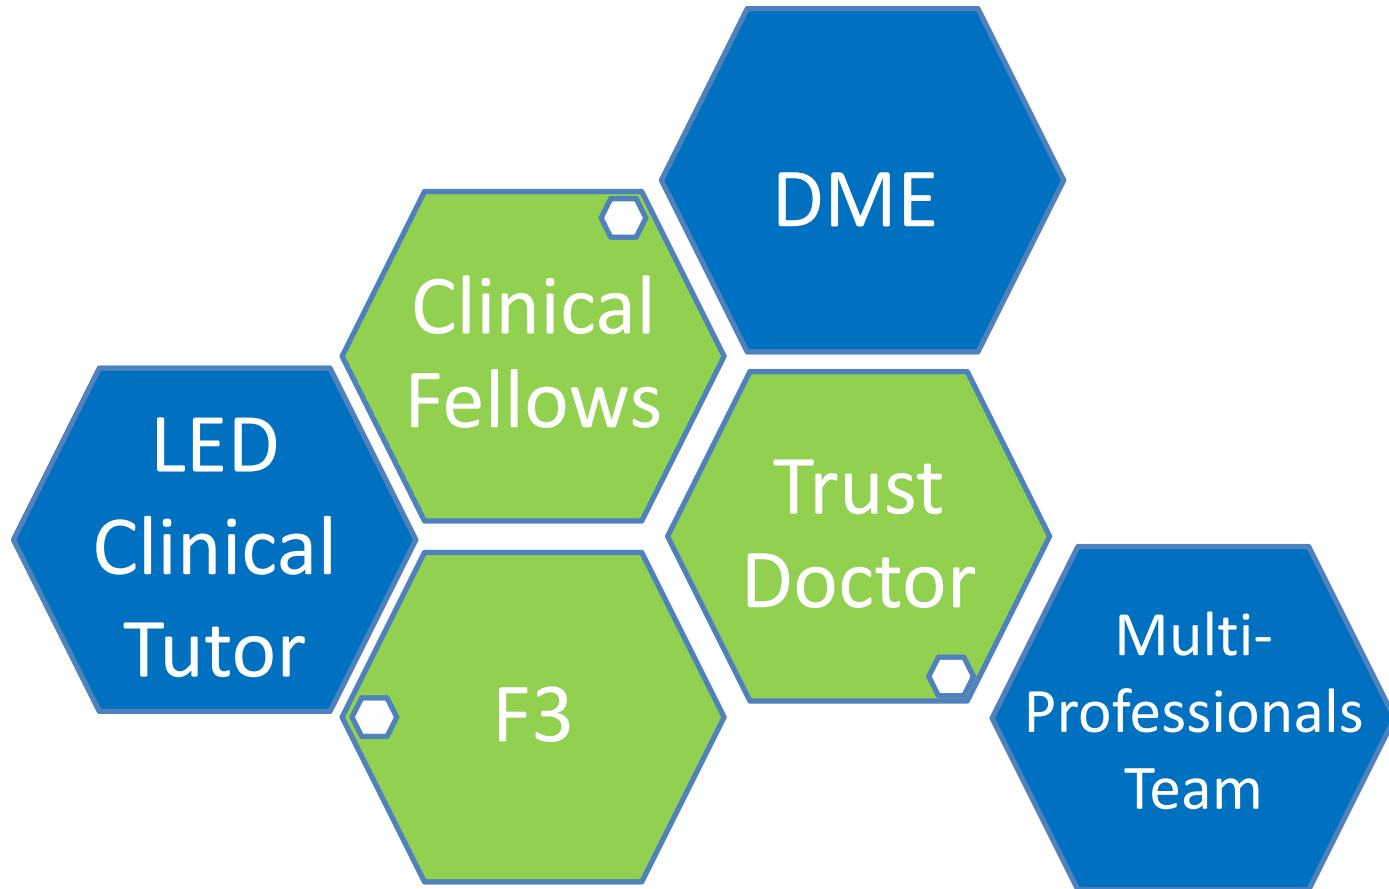 DME
Clinical
Fellows
LED
Clinical
Tutor
Trust
Doctor
F3
Multi-
Professionals
Team